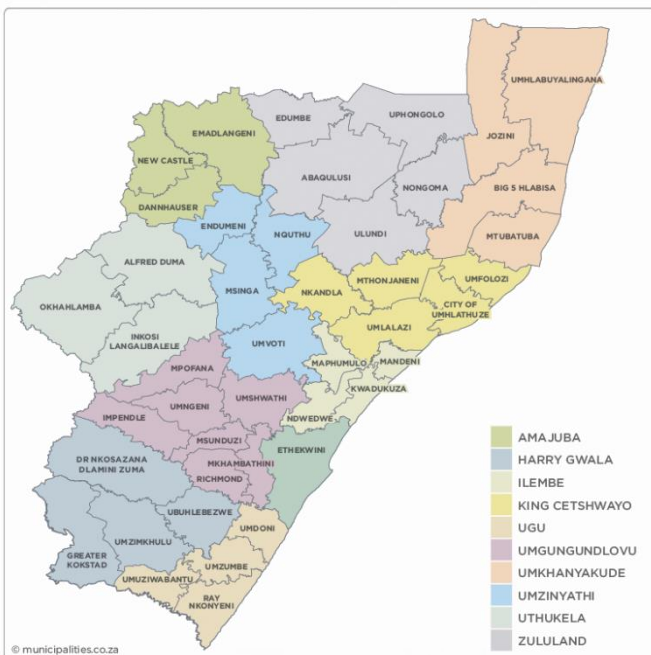 UMHLABUYALINGANA
EDUMBE
UPHONGOLO
EMADLANGENI
JOZINI
NEW CASTLE
ABAQULUSI
NONGOMA
BIG 5 HLABISA
DANNHAUSER
ENDUMENI
NQUTHU
ULUNDI
MTUBATUBA
ALFRED DUMA
MSINGA
NKANDLA
MTHONJANENI
UMFOLOZI
OKHAHLAMBA
CITY OF
UMHLATHUZE
INKOSI
LANGALIBALELE
UMVOTI
UMLALAZI
MPOFANA
MAPHUMULO
MANDENI
KWADUKUZA
UMNGENI
UMSHWATHI
IMPENDLE
NDWEDWE
MSUNDUZI
ETHEKWINI
DR NKOSAZANA
DLAMINI ZUMA
MKHAMBATHINI
RICHMOND
UBUHLEBEZWE
UMDONI
UMZIMKHULU
GREATER
KOKSTAD
UMZUMBE
UMUZIWABANTU
RAY
NKONYENI
AMAJUBA
HARRY GWALA
ILEMBE
KING CETSHWAYO
UGU
UMGUNGUNDLOVU
UMKHANYAKUDE
UMZINYATHI
UTHUKELA
ZULULAND
© municipalities.co.za